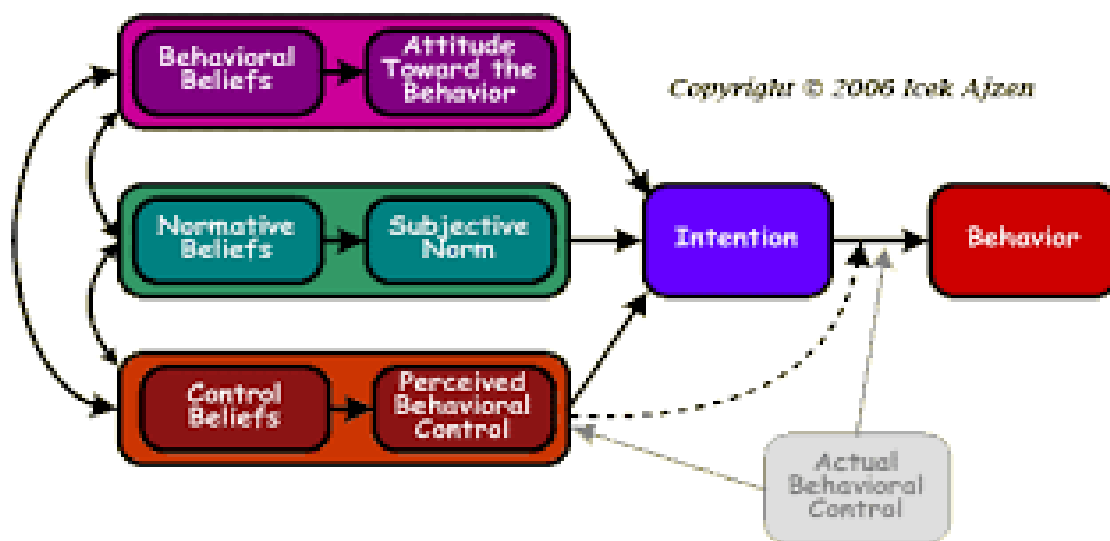 Behavioral
Beliefs
Attitude
Toward the
Behavior
Copyright © 2006 Icek Ajzen
Normative
Beliefs
Subjective
Norm
Intention
Behavior
Control
Beliefs
Perceived
Behavioral
Control
Actual
Behavioral
Control